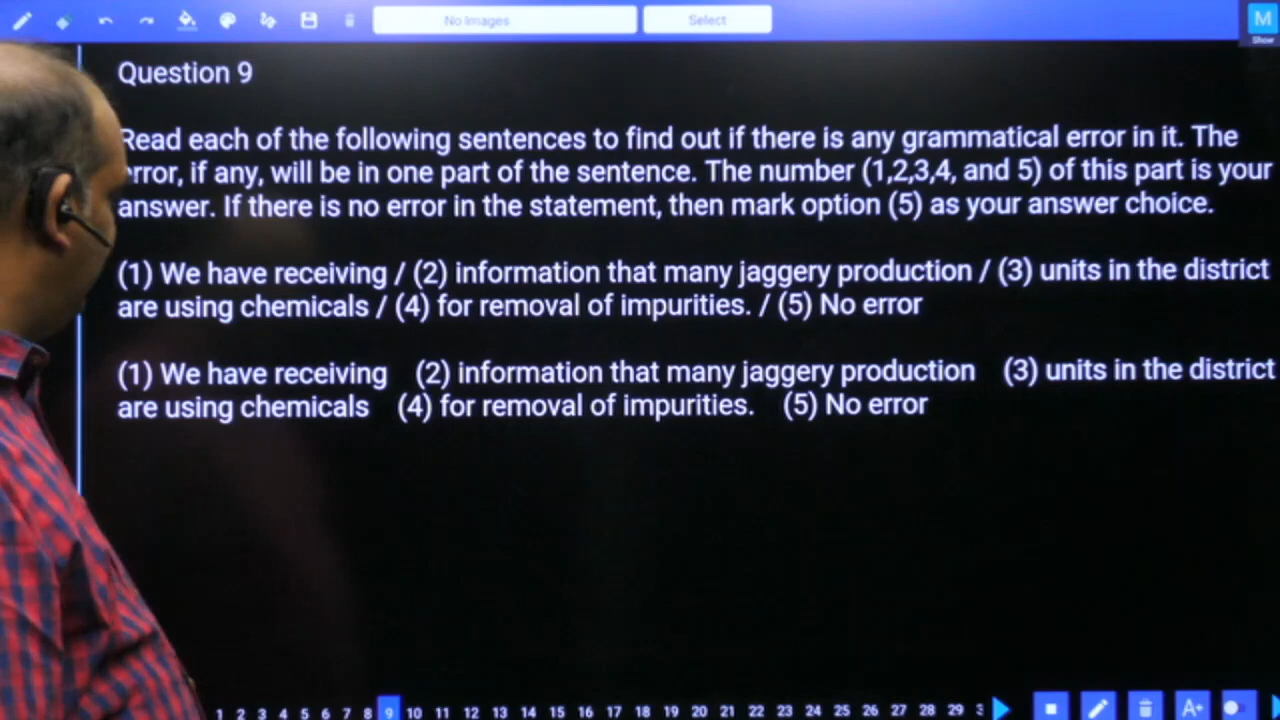 No Images Select M
Show
Question 9
Read each of the following sentences to find out if there is any grammatical error in it. The
error, if any, will be in one part of the sentence. The number (1,2,3,4, and 5) of this part is your
answer. If there is no error in the statement, then mark option (5) as your answer choice.
(1) We have receiving / (2) information that many jaggery production / (3) units in the district
are using chemicals / (4) for removal of impurities. / (5) No error
(1) We have receiving (2) information that many jaggery production (3) units in the district
are using chemicals (4) for removal of impurities. (5) No error
1 2 3 4 5 6 7 8 9 10 11 12 13 14 15 16 17 18 19 20 21 22 23 24 25 26 27 28 29 A+